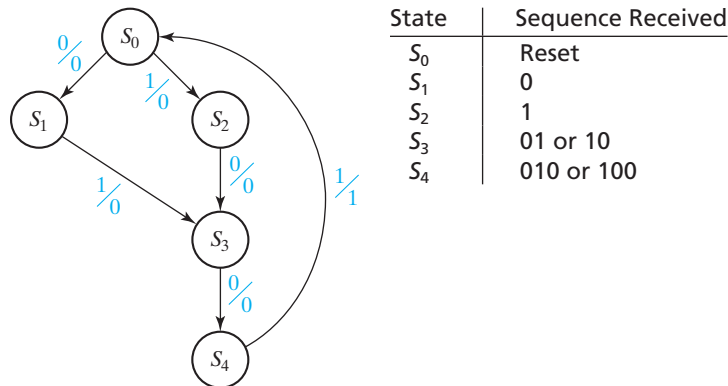 S0
0/0
1/0
S1
S2
1/0
0/0
S3
0/0
S4
1/1
State Sequence Received
S0 Reset
S1 0
S2 1
S3 01 or 10
S4 010 or 100